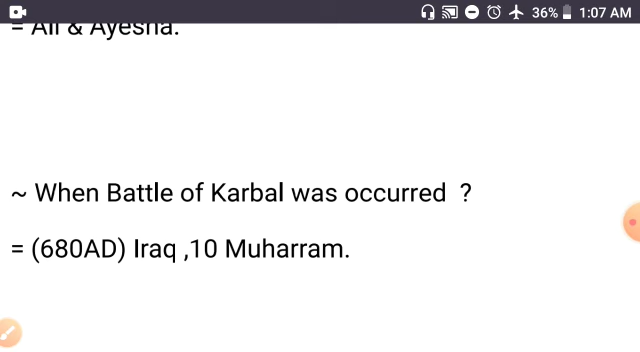 36% 1:07 AM
= Ali & Ayesha.
~ When Battle of Karbal was occurred ?
= (680AD) Iraq ,10 Muharram.